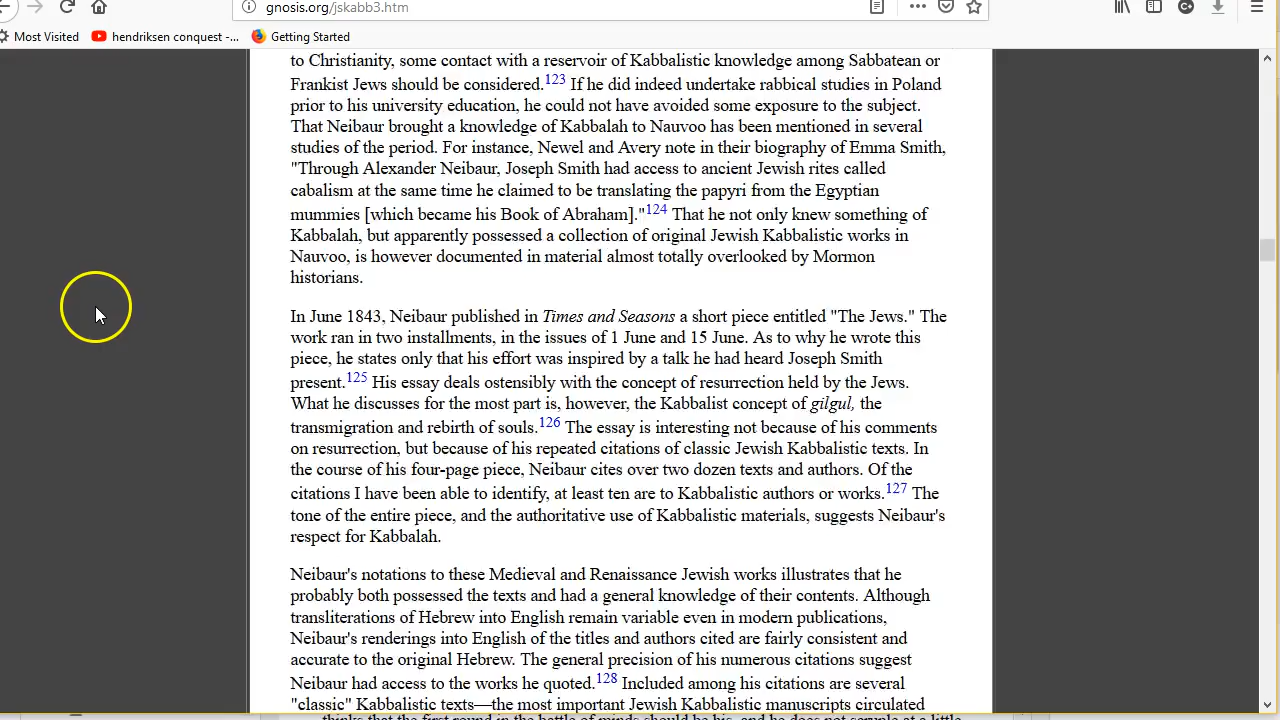 gnosis.org/jskabb3.htm
Most Visited
hendriksen conquest -...
Getting Started
to Christianity, some contact with a reservoir of Kabbalistic knowledge among Sabbatean or
Frankist Jews should be considered.123 If he did indeed undertake rabbical studies in Poland
prior to his university education, he could not have avoided some exposure to the subject.
That Neibaur brought a knowledge of Kabbalah to Nauvoo has been mentioned in several
studies of the period. For instance, Newel and Avery note in their biography of Emma Smith,
"Through Alexander Neibaur, Joseph Smith had access to ancient Jewish rites called
cabalism at the same time he claimed to be translating the papyri from the Egyptian
mummies [which became his Book of Abraham]."124 That he not only knew something of
Kabbalah, but apparently possessed a collection of original Jewish Kabbalistic works in
Nauvoo, is however documented in material almost totally overlooked by Mormon
historians.
In June 1843, Neibaur published in Times and Seasons a short piece entitled "The Jews." The
work ran in two installments, in the issues of 1 June and 15 June. As to why he wrote this
piece, he states only that his effort was inspired by a talk he had heard Joseph Smith
present.125 His essay deals ostensibly with the concept of resurrection held by the Jews.
What he discusses for the most part is, however, the Kabbalist concept of gilgul, the
transmigration and rebirth of souls.126 The essay is interesting not because of his comments
on resurrection, but because of his repeated citations of classic Jewish Kabbalistic texts. In
the course of his four-page piece, Neibaur cites over two dozen texts and authors. Of the
citations I have been able to identify, at least ten are to Kabbalistic authors or works.127 The
tone of the entire piece, and the authoritative use of Kabbalistic materials, suggests Neibaur's
respect for Kabbalah.
Neibaur's notations to these Medieval and Renaissance Jewish works illustrates that he
probably both possessed the texts and had a general knowledge of their contents. Although
transliterations of Hebrew into English remain variable even in modern publications,
Neibaur's renderings into English of the titles and authors cited are fairly consistent and
accurate to the original Hebrew. The general precision of his numerous citations suggest
Neibaur had access to the works he quoted.128 Included among his citations are several
"classic" Kabbalistic texts—the most important Jewish Kabbalistic manuscripts circulated
thinks that the first round in the battle of minds should be his, and he does not scruple at a little